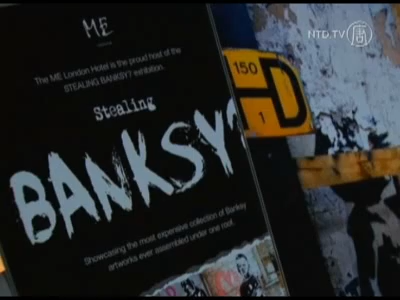 NTD.TV
ME
The ME London Hotel is the proud host of the
STEALING BANKSY? exhibition.
Stealing
BANKSY?
Showcasing the most expensive collection of Banksy
artworks ever assembled under one roof.
150
D
1